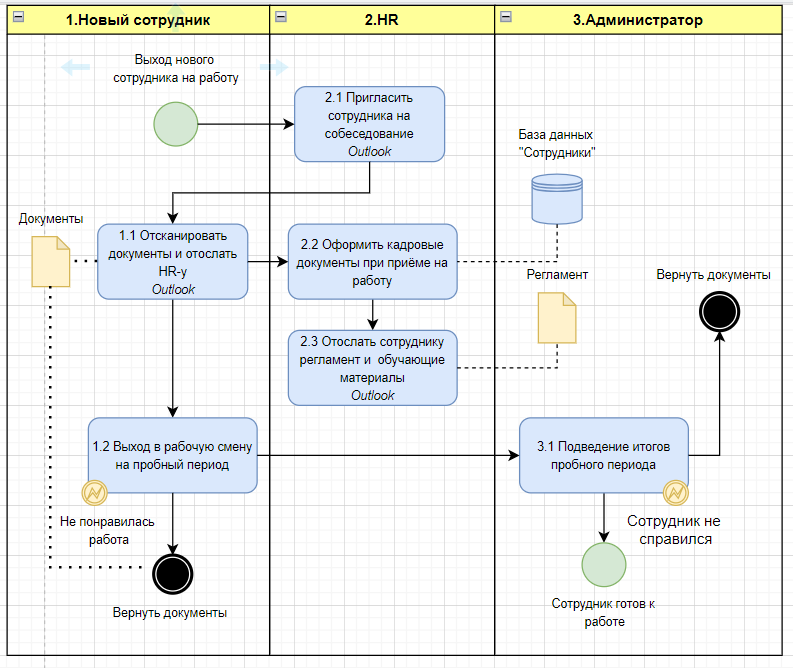 1.Новый сотрудник
2.HR
3.Администратор
Выход нового
сотрудника на работу
2.1 Пригласить
сотрудника на
собеседование
Outlook
База данных
"Сотрудники"
Документы
1.1 Отсканировать
документы и отослать
HR-у
Outlook
2.2 Оформить кадровые
документы при приёме на
работу
Регламент
Вернуть документы
2.3 Отослать сотруднику
регламент и обучающие
материалы
Outlook
1.2 Выход в рабочую смену
на пробный период
3.1 Подведение итогов
пробного периода
Не понравилась
работа
Сотрудник не
справился
Вернуть документы
Сотрудник готов к
работе